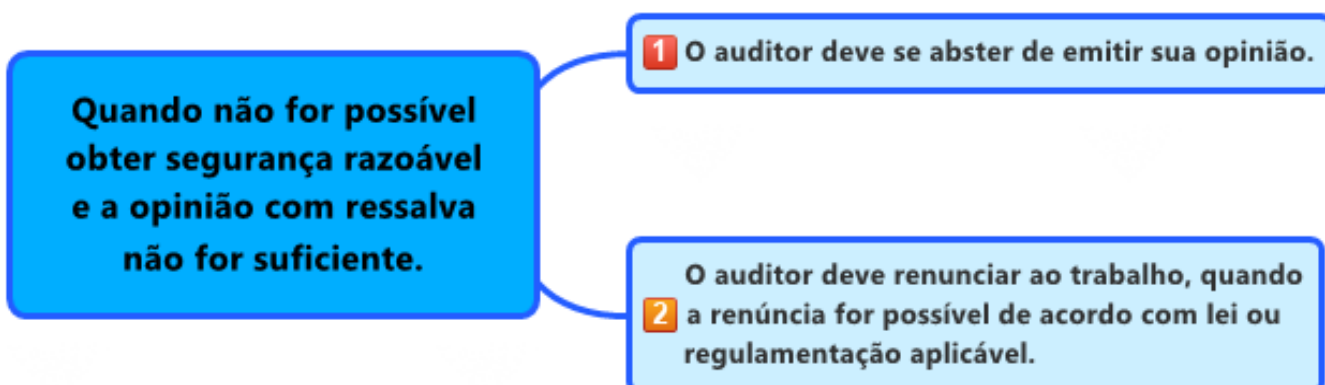 Quando não for possível
obter segurança razoável
e a opinião com ressalva
não for suficiente.
1 O auditor deve se abster de emitir sua opinião.
O auditor deve renunciar ao trabalho, quando
2 a renúncia for possível de acordo com lei ou
regulamentação aplicável.